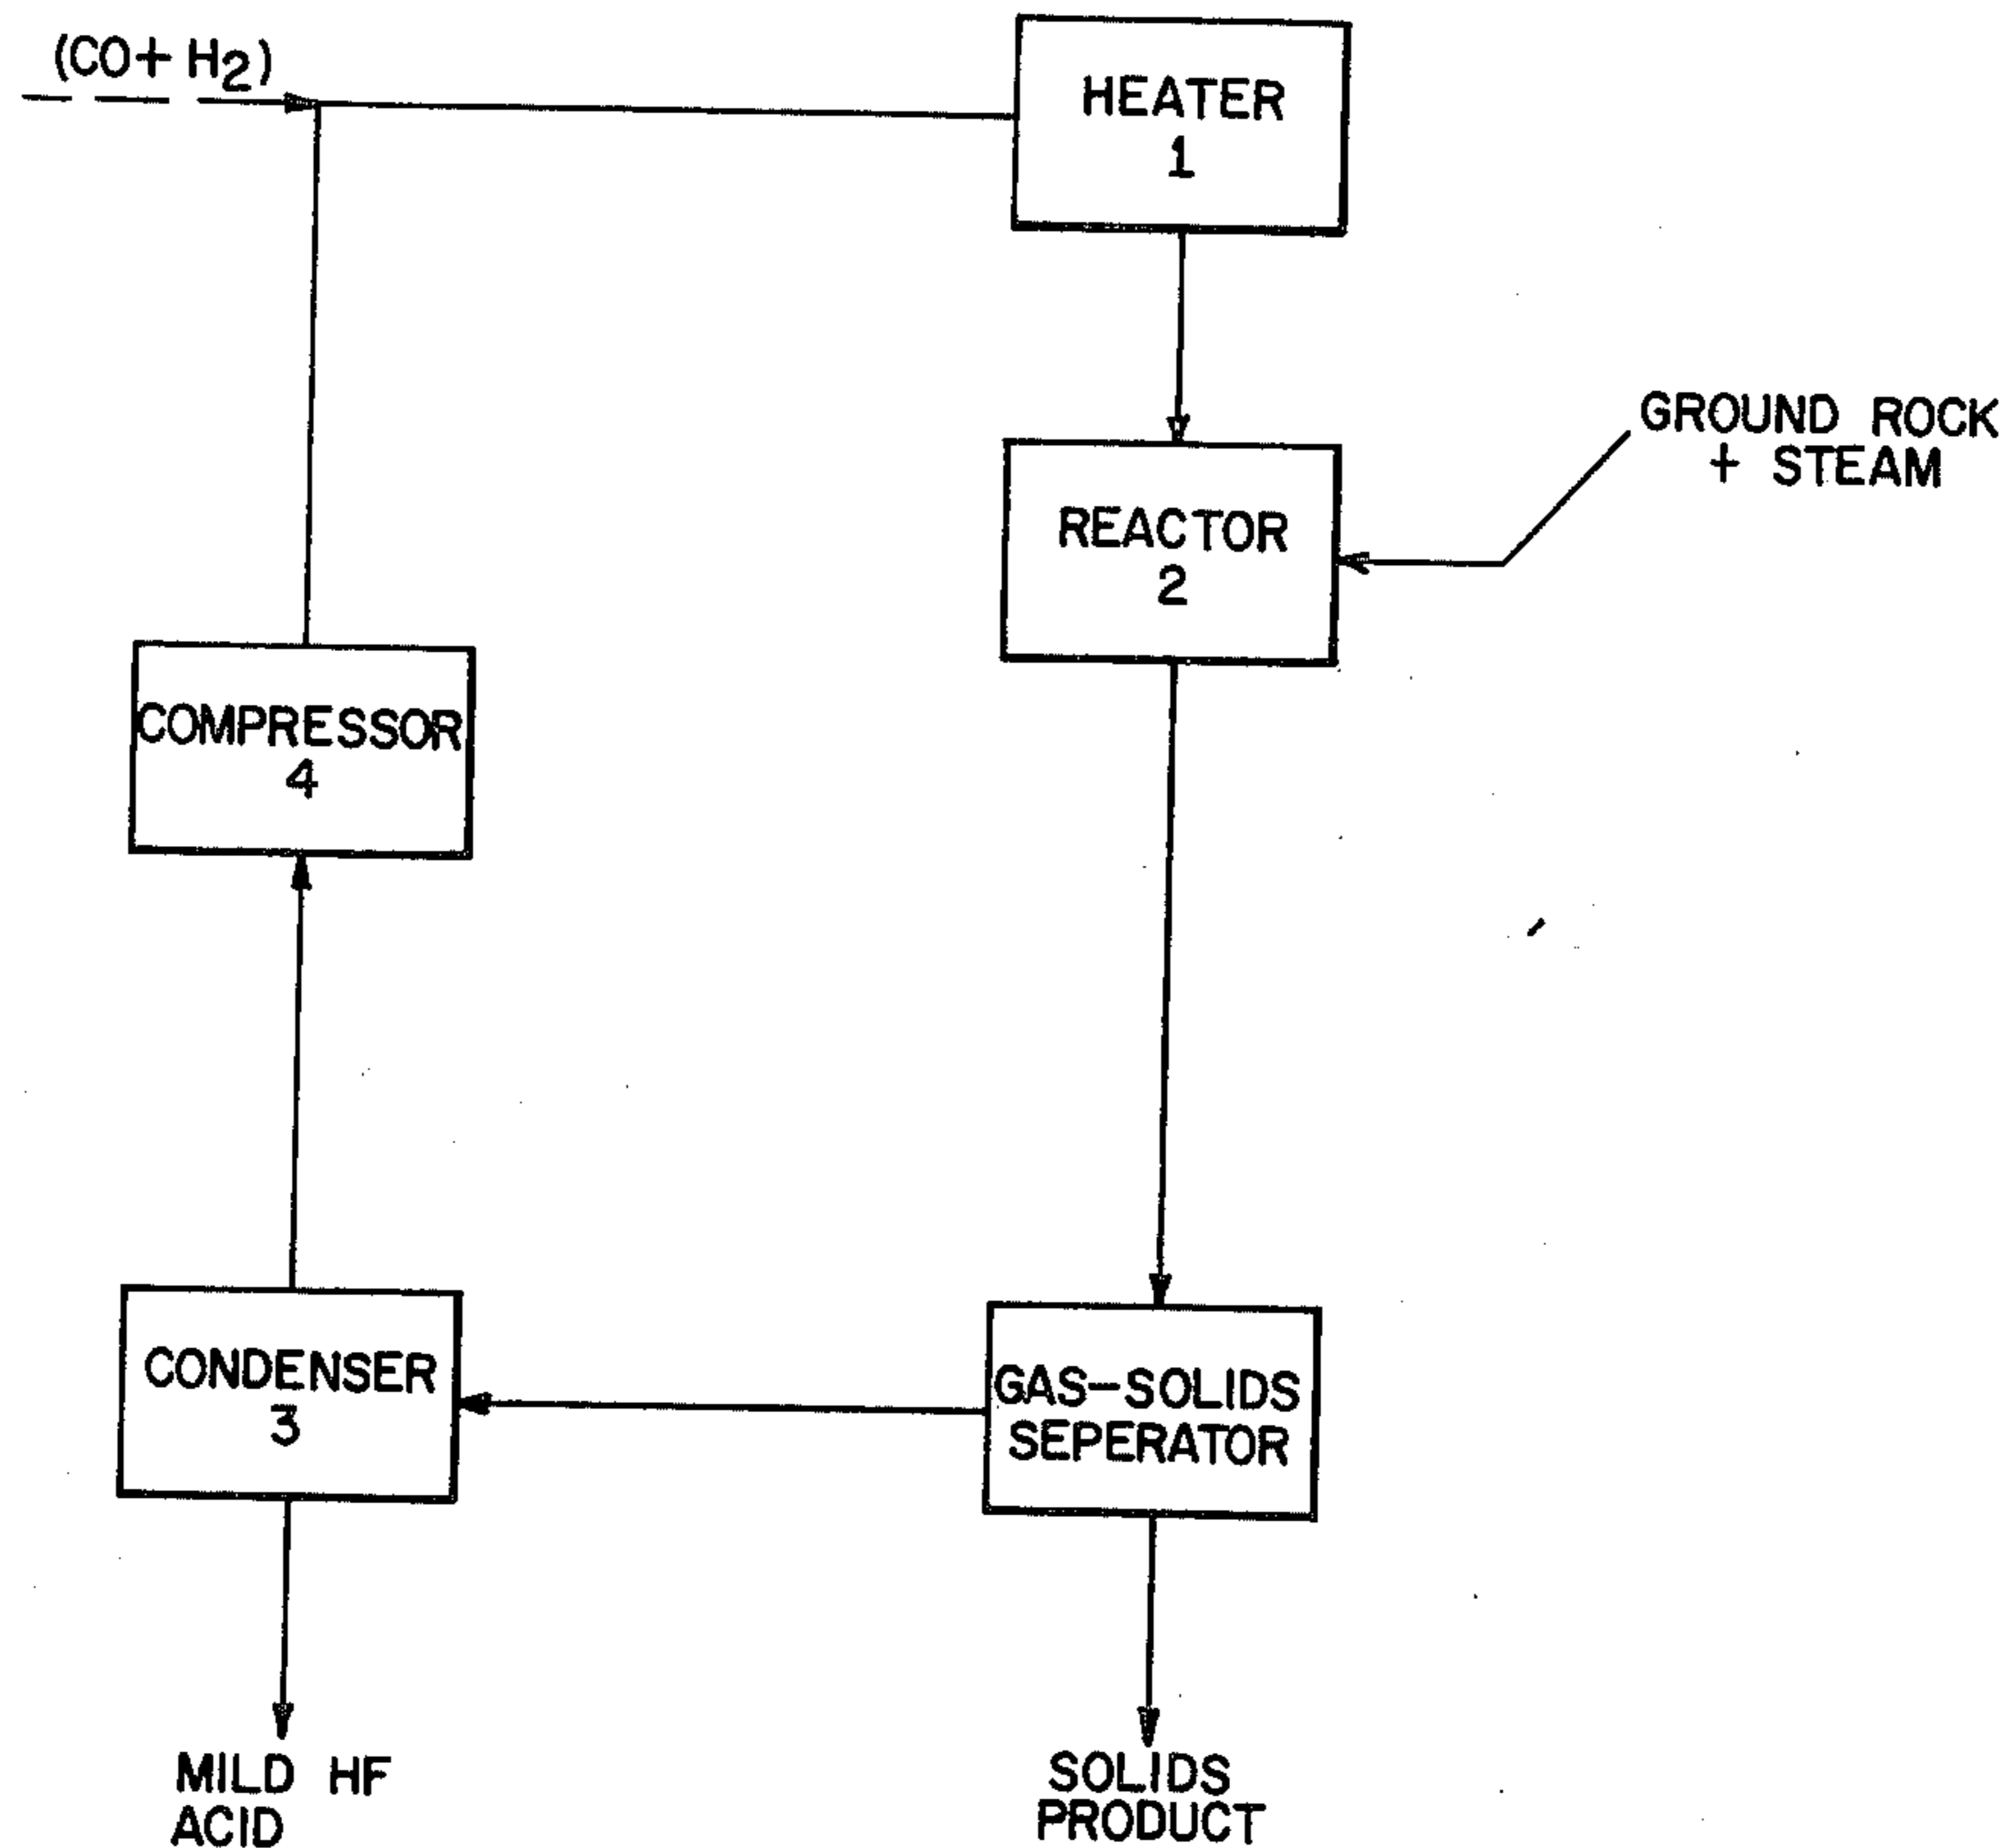 (CO+H2)
HEATER
1
GROUND ROCK
+ STEAM
REACTOR
2
COMPRESSOR
4
CONDENSER
3
GAS-SOLIDS
SEPERATOR
MILD HF
ACID
SOLIDS
PRODUCT